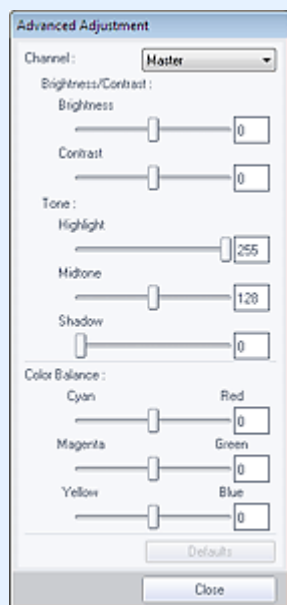 Advanced Adjustment
Channel : Master
Brightness/Contrast :
Brightness
0
Contrast
0
Tone :
Highlight
255
Midtone
128
Shadow
0
Color Balance :
Cyan Red
0
Magenta Green
0
Yellow Blue
0
Defaults
Close